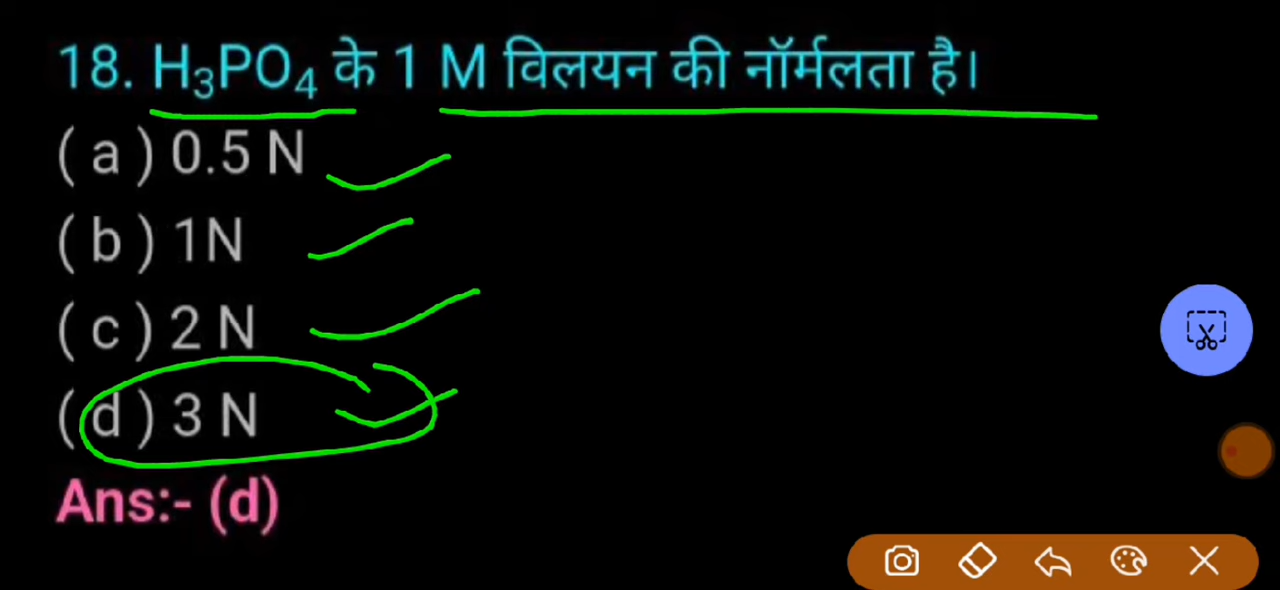 18. H₃PO₄ के 1 M विलयन की नॉर्मलता है।
( a ) 0.5 N
( b ) 1N
( c ) 2 N
( d ) 3 N
Ans:- (d)